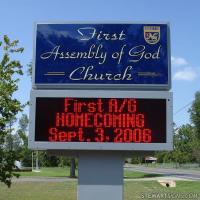 First
Assembly of God
Church
First A/G
HOMECOMING
Sept. 3, 2006